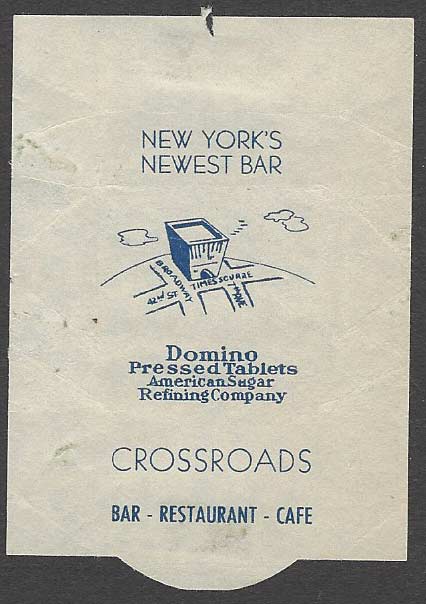 NEW YORK'S
NEWEST BAR
BROADWAY
TIMES SQUARE
42nd ST
7th AVE
Domino
Pressed Tablets
American Sugar
Refining Company
CROSSROADS
BAR - RESTAURANT - CAFE